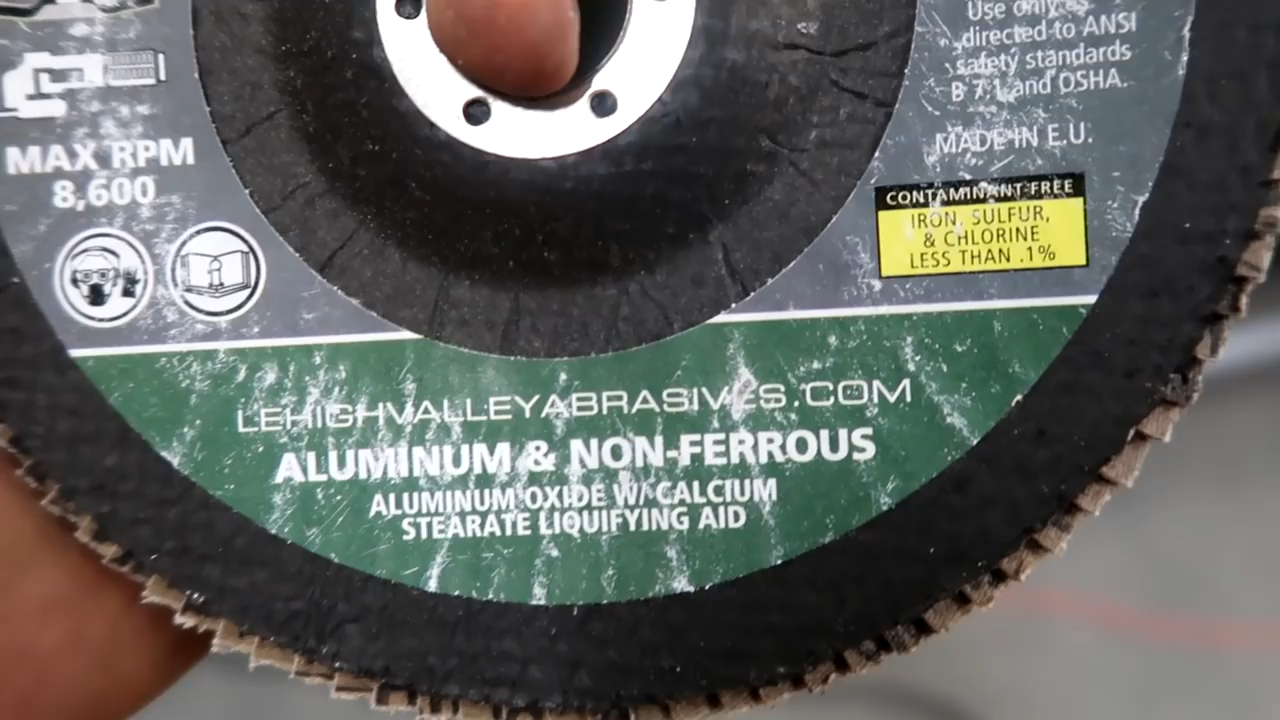 MAX RPM
8,600
Use only as
directed to ANSI
safety standards
B 7.1 and OSHA.
MADE IN E.U.
CONTAMINANT FREE
IRON, SULFUR,
& CHLORINE
LESS THAN .1%
LEHIGHVALLEYABRASIVES.COM
ALUMINUM & NON-FERROUS
ALUMINUM OXIDE W/ CALCIUM
STEARATE LIQUIFYING AID